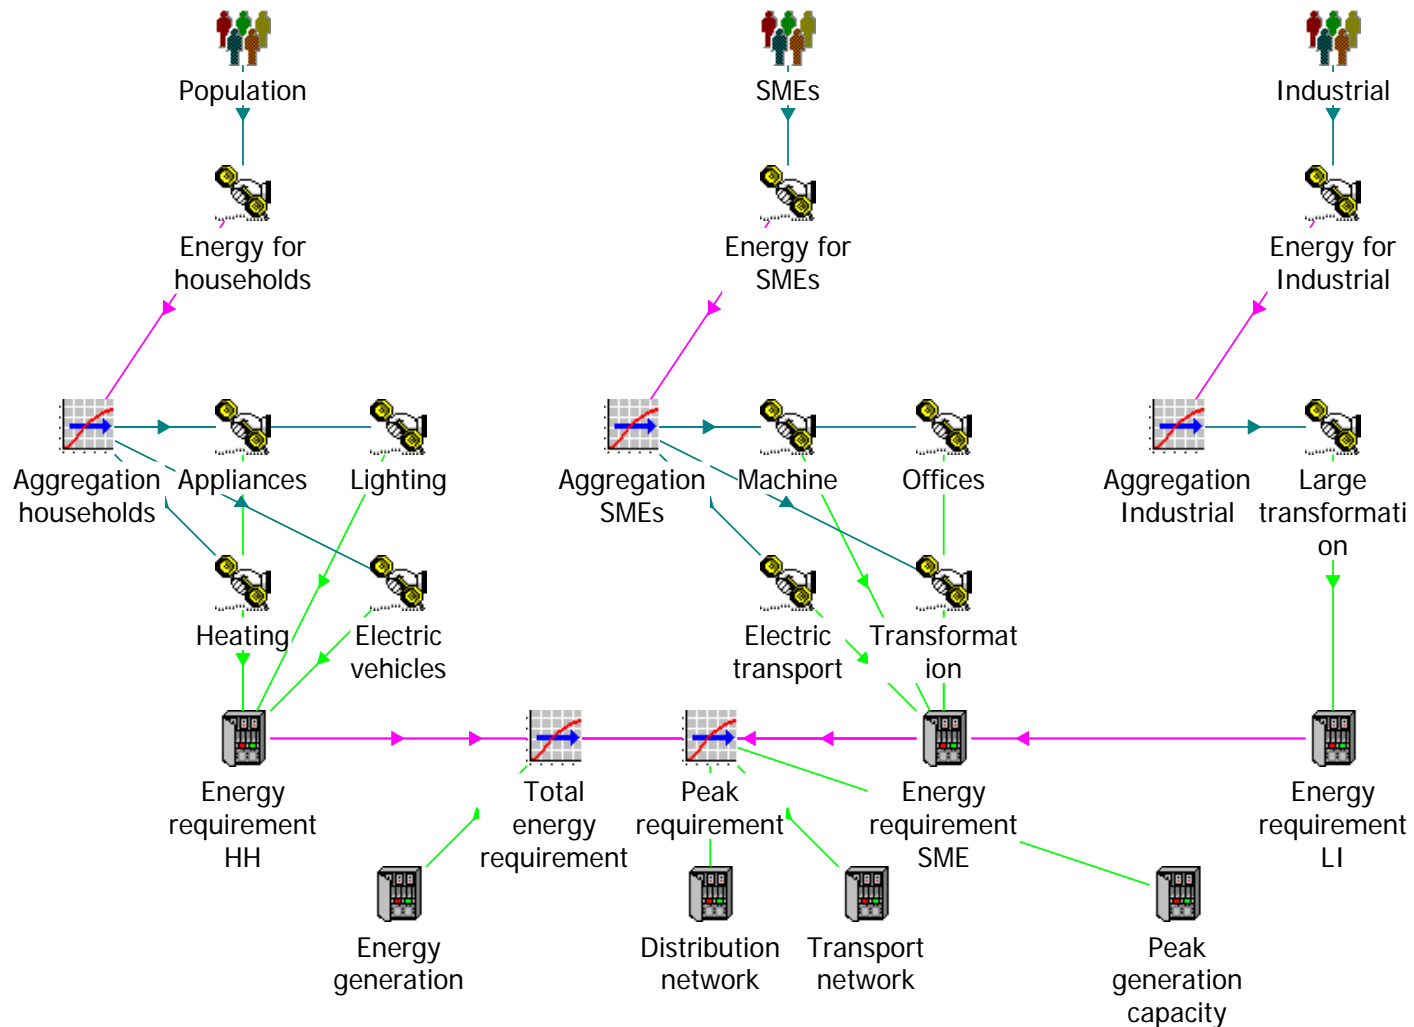 Population
SMEs
Industrial
Energy for
households
Energy for
SMEs
Energy for
Industrial
Aggregation
households
Appliances
Lighting
Aggregation
SMEs
Machine
Offices
Aggregation
Industrial
Large
transformati
on
Heating
Electric
vehicles
Electric
transport
Transformat
ion
Energy
requirement
HH
Total
energy
requirement
Peak
requirement
Energy
requirement
SME
Energy
requirement
LI
Energy
generation
Distribution
network
Transport
network
Peak
generation
capacity